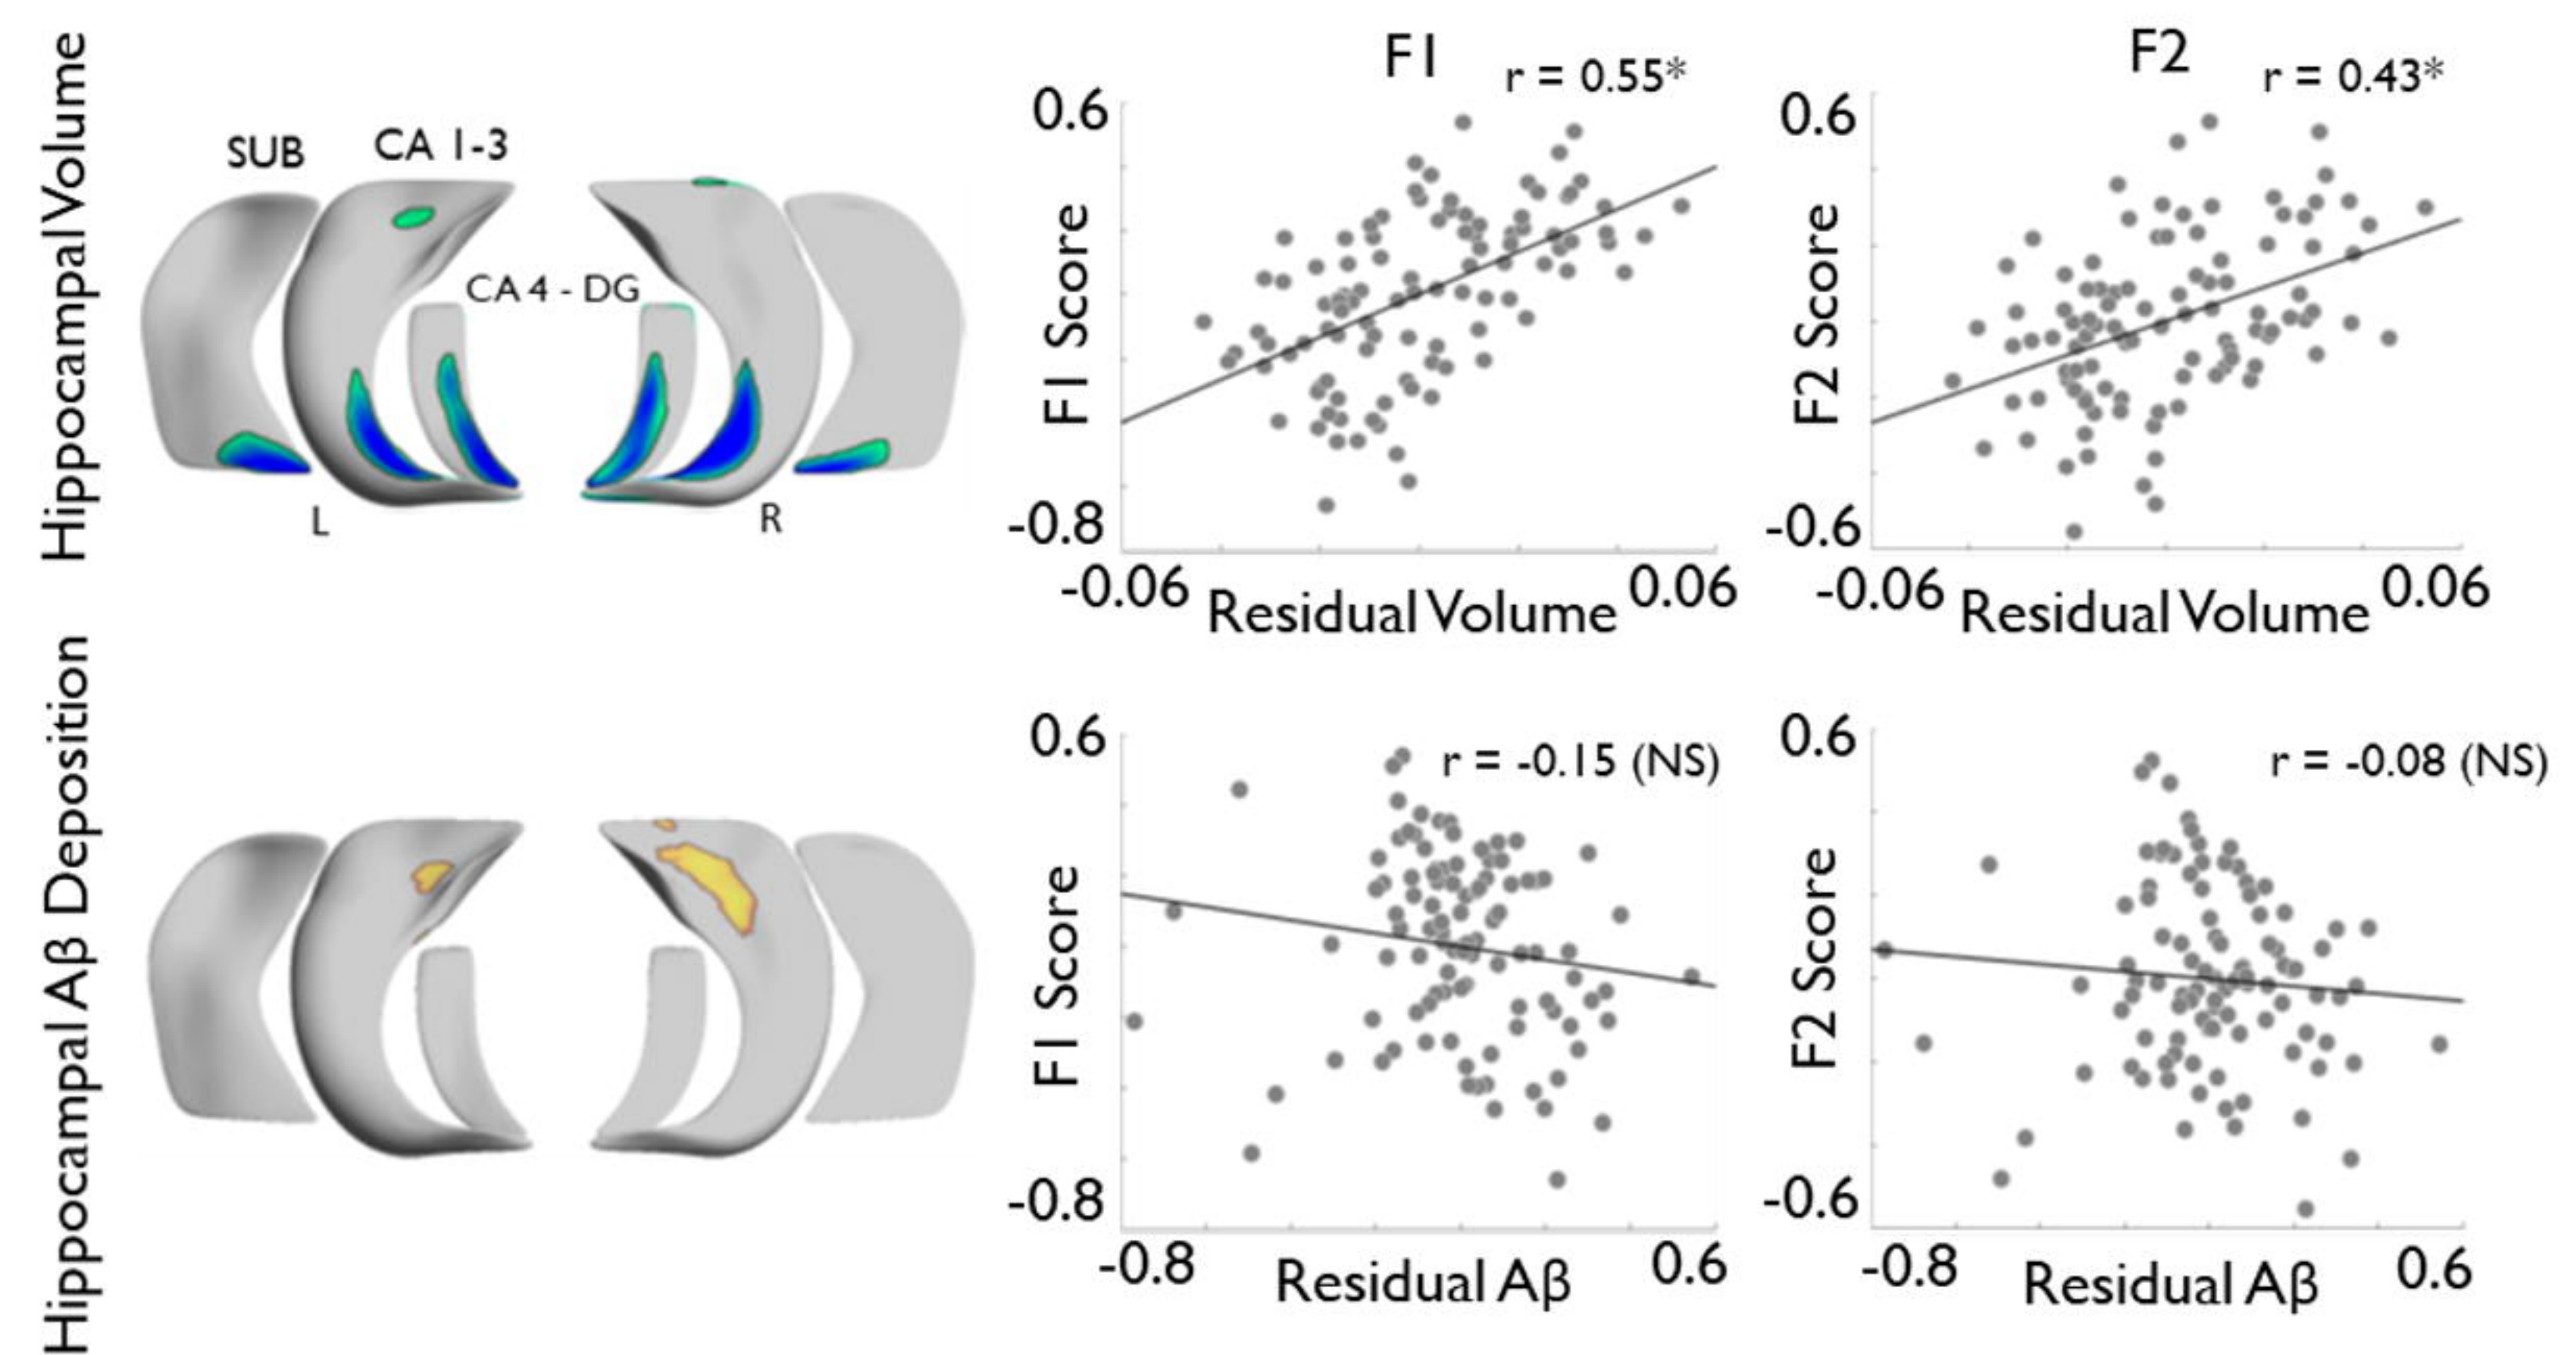 Hippocampal Volume
SUB
CA 1-3
CA 4 - DG
L
R
F1
r = 0.55*
0.6
F1 Score
-0.8
-0.06
Residual Volume
0.06
F2
r = 0.43*
0.6
F2 Score
-0.6
-0.06
Residual Volume
0.06
Hippocampal Aβ Deposition
0.6
r = -0.15 (NS)
F1 Score
-0.8
-0.8
Residual Aβ
0.6
0.6
r = -0.08 (NS)
F2 Score
-0.6
-0.8
Residual Aβ
0.6